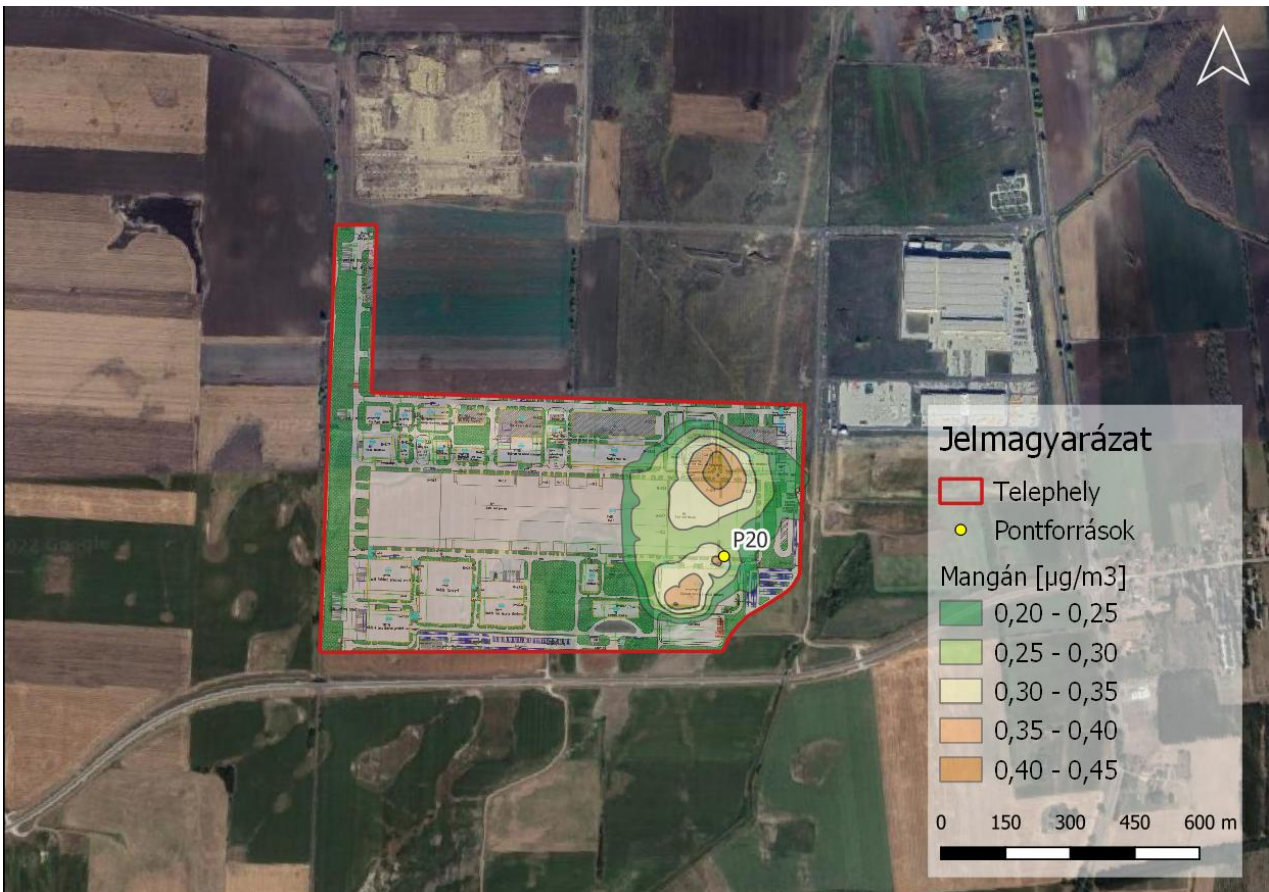 P20
Jelmagyarázat
Telephely
Pontforrások
Mangán [µg/m3]
0,20 - 0,25
0,25 - 0,30
0,30 - 0,35
0,35 - 0,40
0,40 - 0,45
0 150 300 450 600 m